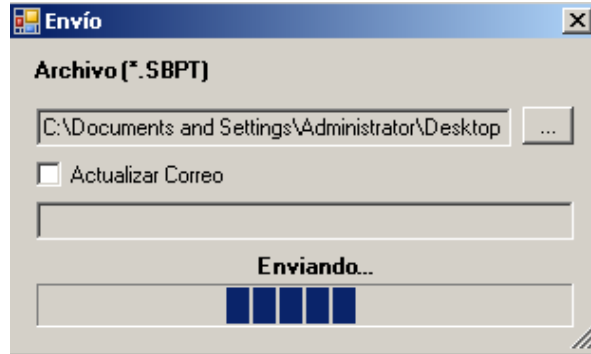 Envío
Archivo (*.SBPT)
C:\Documents and Settings\Administrator\Desktop
...
Actualizar Correo
Enviando...